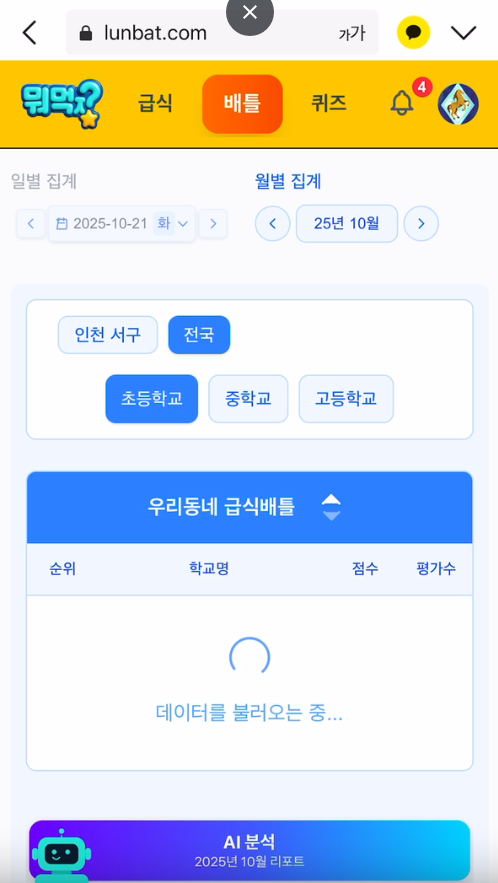 lunbat.com
가가
뭐먹지?
급식
배틀
퀴즈
4
일별 집계
월별 집계
2025-10-21 화
25년 10월
인천 서구
전국
초등학교
중학교
고등학교
우리동네 급식배틀
순위
학교명
점수
평가수
데이터를 불러오는 중...
AI 분석
2025년 10월 리포트